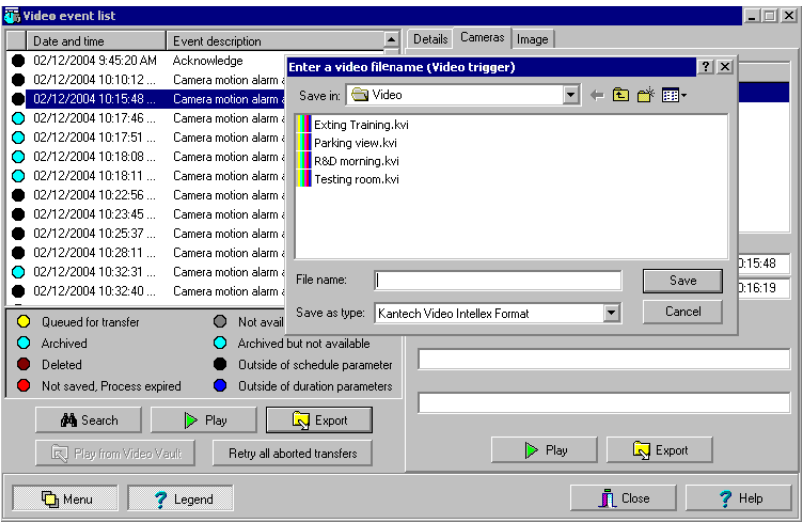 Video event list
Date and time Event description
02/12/2004 9:45:20 AM Acknowledge
02/12/2004 10:10:12 ... Camera motion alarm
02/12/2004 10:15:48 ... Camera motion alarm
02/12/2004 10:17:46 ... Camera motion alarm
02/12/2004 10:17:51 ... Camera motion alarm
02/12/2004 10:18:08 ... Camera motion alarm
02/12/2004 10:18:11 ... Camera motion alarm
02/12/2004 10:22:56 ... Camera motion alarm
02/12/2004 10:23:45 ... Camera motion alarm
02/12/2004 10:25:37 ... Camera motion alarm
02/12/2004 10:28:11 ... Camera motion alarm
02/12/2004 10:32:31 ... Camera motion alarm
02/12/2004 10:32:40 ... Camera motion alarm
Details Cameras Image
Enter a video filename (Video trigger)
Save in: Video
Exting Training.kvi
Parking view.kvi
R&D morning.kvi
Testing room.kvi
File name: Save
Save as type: Kantech Video Intellex Format Cancel
0:15:48
0:16:19
Queued for transfer Not avail
Archived Archived but not available
Deleted Outside of schedule parameter
Not saved, Process expired Outside of duration parameters
Search Play Export
Play from Video Vault Retry all aborted transfers
Play Export
Menu Legend Close Help